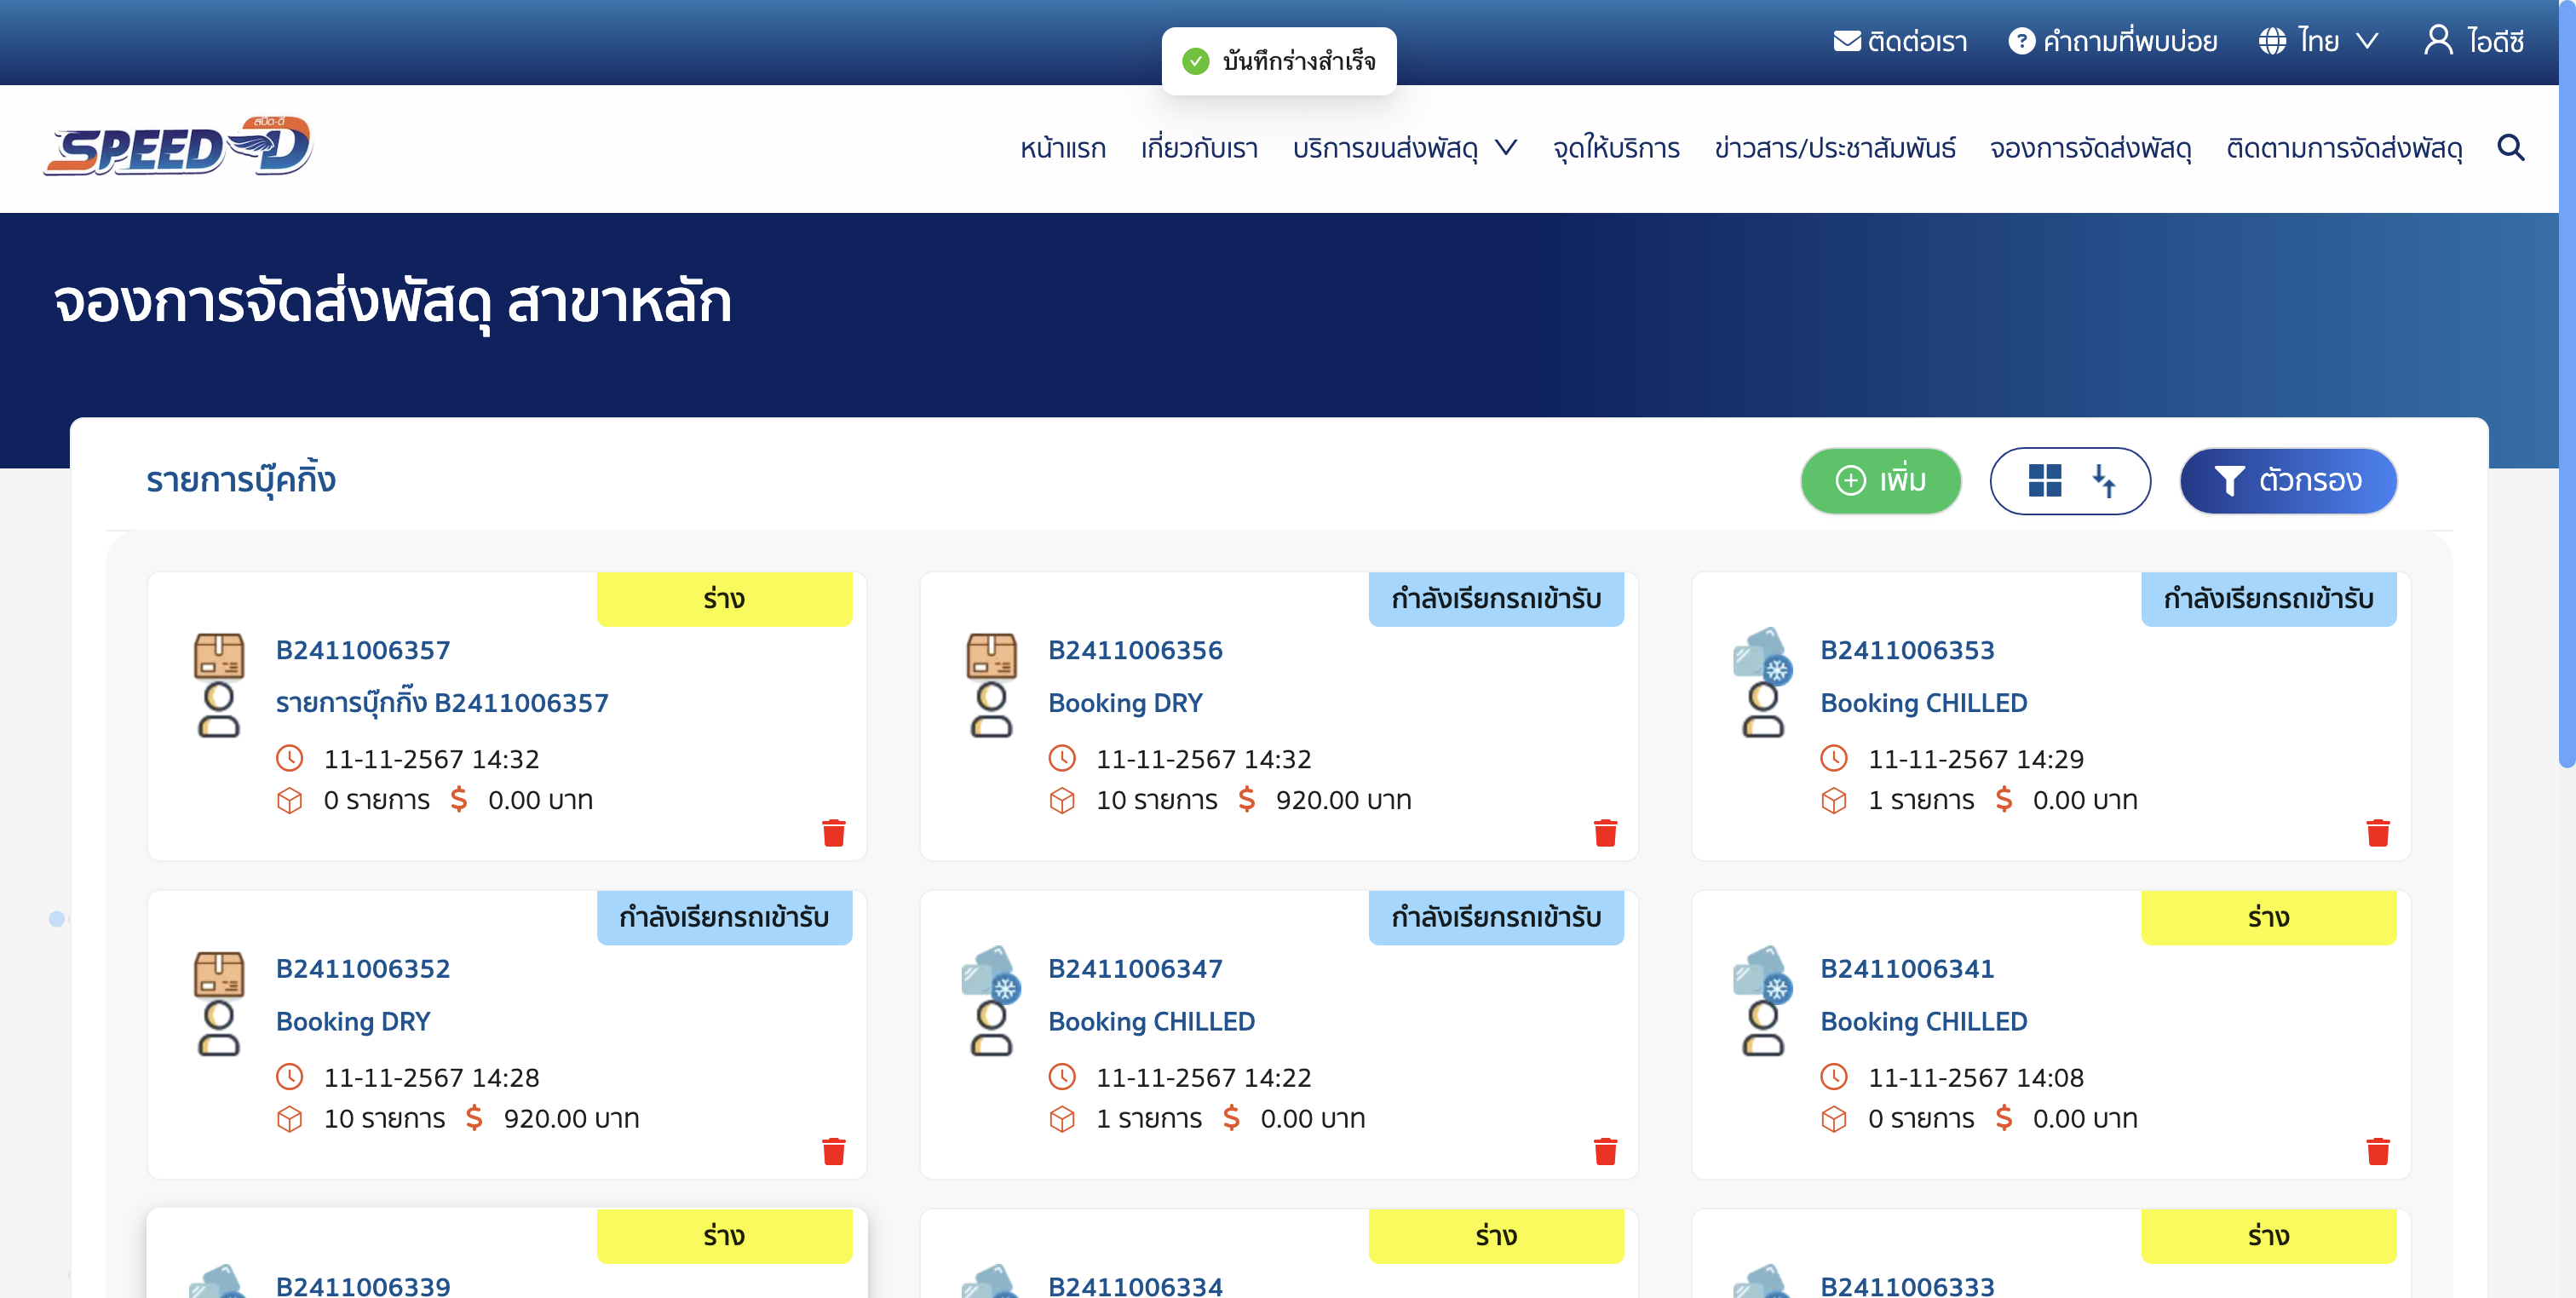 ติดต่อเรา คำถามที่พบบ่อย ไทย ไอดีซี
บันทึกร่างสำเร็จ
สปีด-ดี
SPEED-D
หน้าแรก เกี่ยวกับเรา บริการขนส่งพัสดุ จุดให้บริการ ข่าวสาร/ประชาสัมพันธ์ จองการจัดส่งพัสดุ ติดตามการจัดส่งพัสดุ
จองการจัดส่งพัสดุ สาขาหลัก
รายการบุ๊คกิ้ง
เพิ่ม
ตัวกรอง
ร่าง
B2411006357
รายการบุ๊กกิ๊ง B2411006357
11-11-2567 14:32
0 รายการ $ 0.00 บาท
กำลังเรียกรถเข้ารับ
B2411006356
Booking DRY
11-11-2567 14:32
10 รายการ $ 920.00 บาท
กำลังเรียกรถเข้ารับ
B2411006353
Booking CHILLED
11-11-2567 14:29
1 รายการ $ 0.00 บาท
กำลังเรียกรถเข้ารับ
B2411006352
Booking DRY
11-11-2567 14:28
10 รายการ $ 920.00 บาท
กำลังเรียกรถเข้ารับ
B2411006347
Booking CHILLED
11-11-2567 14:22
1 รายการ $ 0.00 บาท
ร่าง
B2411006341
Booking CHILLED
11-11-2567 14:08
0 รายการ $ 0.00 บาท
ร่าง
B2411006339
ร่าง
B2411006334
ร่าง
B2411006333